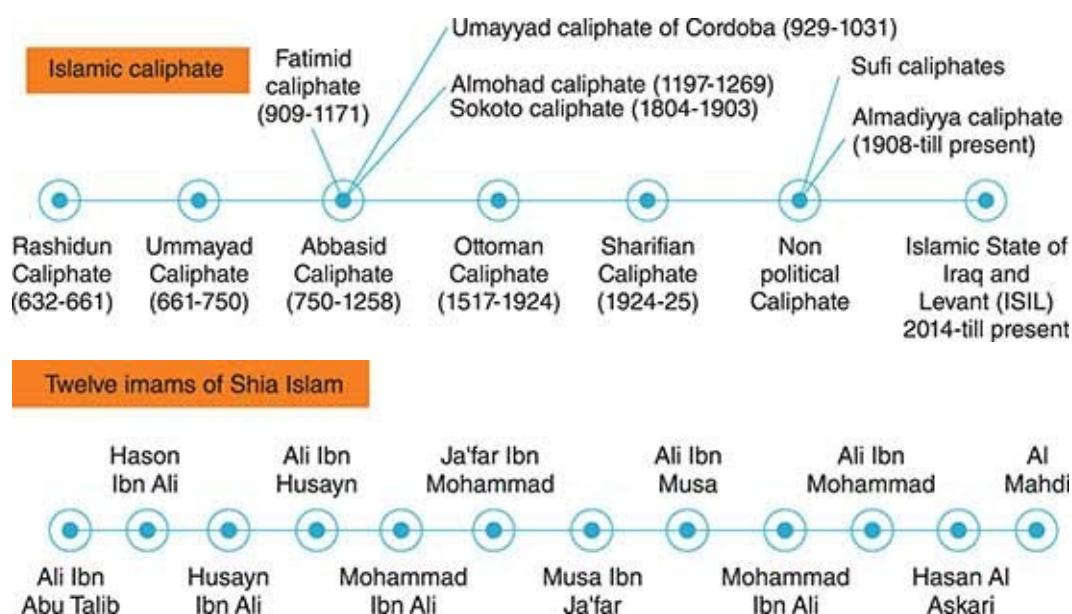 Islamic caliphate
Fatimid
caliphate
(909-1171)
Umayyad caliphate of Cordoba (929-1031)
Almohad caliphate (1197-1269)
Sokoto caliphate (1804-1903)
Sufi caliphates
Almadiyya caliphate
(1908-till present)
Rashidun
Caliphate
(632-661)
Ummayad
Caliphate
(661-750)
Abbasid
Caliphate
(750-1258)
Ottoman
Caliphate
(1517-1924)
Sharifian
Caliphate
(1924-25)
Non
political
Caliphate
Islamic State of
Iraq and
Levant (ISIL)
2014-till present
Twelve imams of Shia Islam
Ali Ibn
Abu Talib
Hason
Ibn Ali
Husayn
Ibn Ali
Ali Ibn
Husayn
Mohammad
Ibn Ali
Ja'far Ibn
Mohammad
Musa Ibn
Ja'far
Ali Ibn
Musa
Mohammad
Ibn Ali
Ali Ibn
Mohammad
Hasan Al
Askari
Al
Mahdi